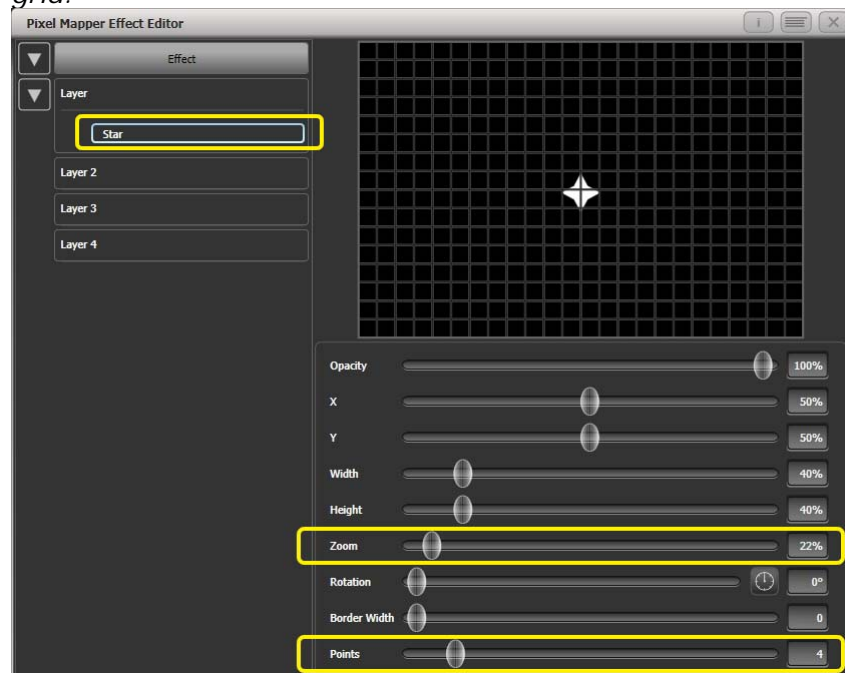 grid.
Pixel Mapper Effect Editor
i
Effect
Layer
Star
Layer 2
Layer 3
Layer 4
Opacity 100%
X 50%
Y 50%
Width 40%
Height 40%
Zoom 22%
Rotation 0°
Border Width 0
Points 4